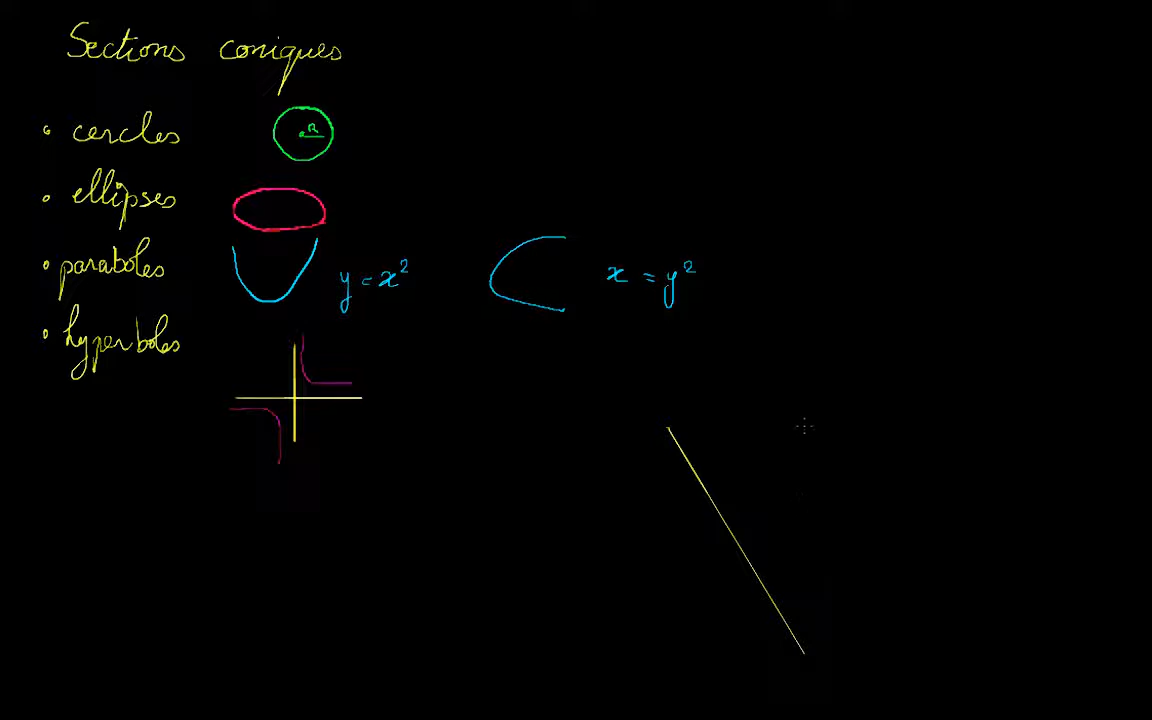 Sections coniques
• cercles
R
• ellipses
• paraboles
y = x²
x = y²
• hyperboles